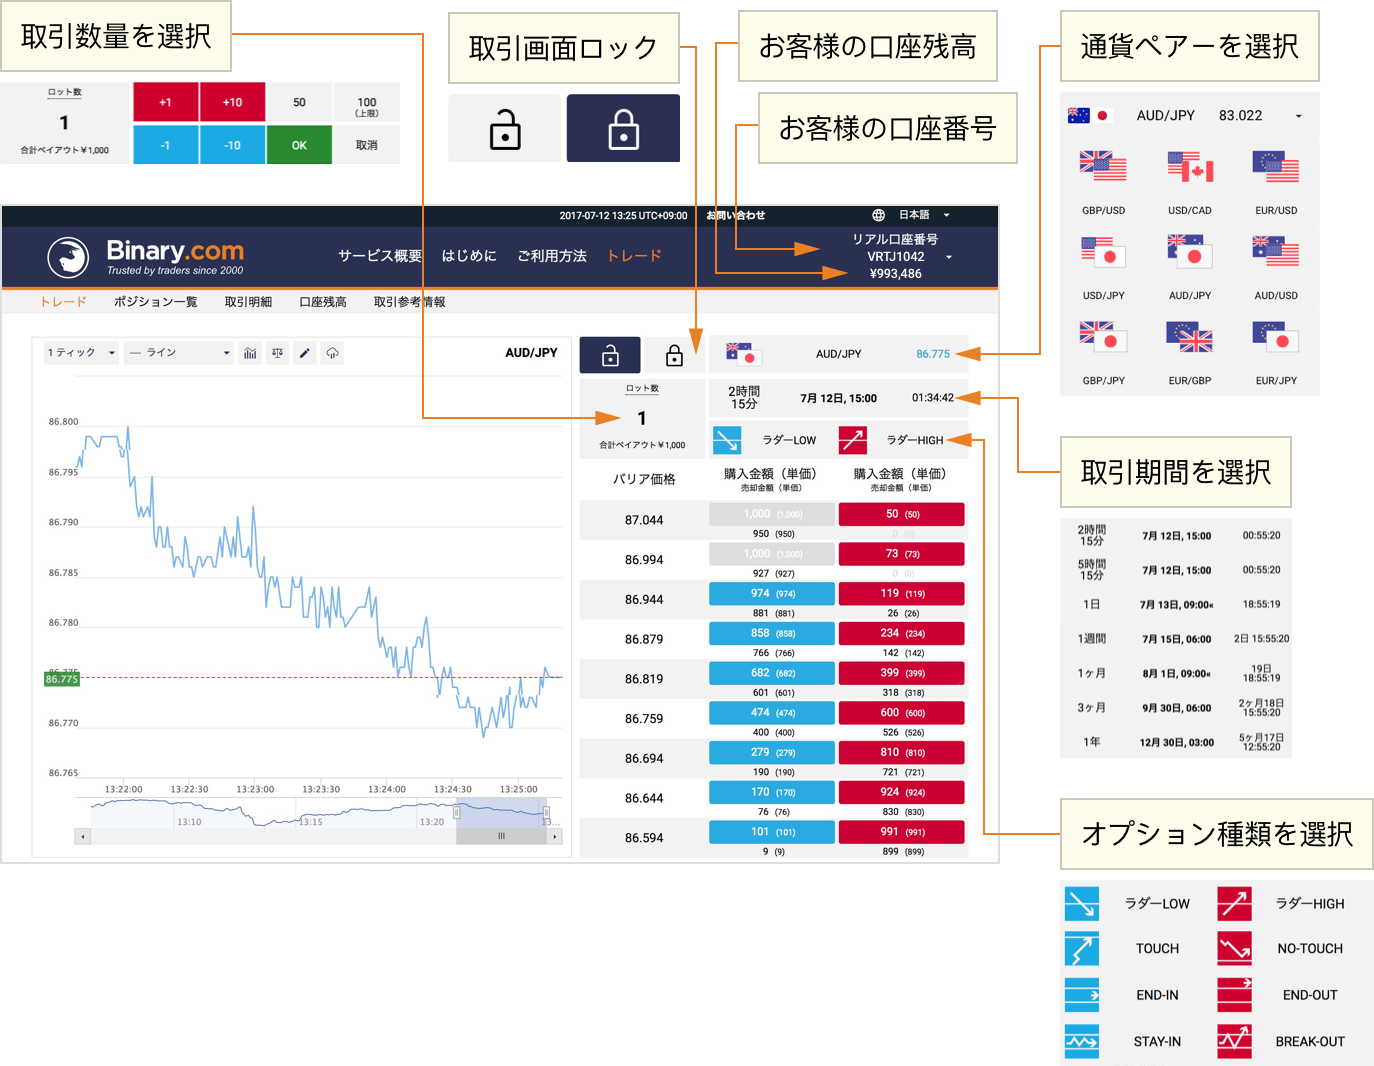 取引数量を選択
取引画面ロック
お客様の口座残高
通貨ペアーを選択
お客様の口座番号
ロット数
1
合計ペイアウト¥1,000
+1 +10 50 100
(上限)
-1 -10 OK 取消
AUD/JPY 83.022
GBP/USD USD/CAD EUR/USD
USD/JPY AUD/JPY AUD/USD
GBP/JPY EUR/GBP EUR/JPY
2017-07-12 13:25 UTC+09:00 お問い合わせ 日本語
Binary.com
Trusted by traders since 2000
サービス概要 はじめに ご利用方法 トレード
リアル口座番号
VRTJ1042
¥993,486
トレード ポジション一覧 取引明細 口座残高 取引参考情報
1 ティック ライン AUD/JPY
86.800
86.795
86.790
86.785
86.780
86.775
86.775
86.770
86.765
13:22:00 13:22:30 13:23:00 13:23:30 13:24:00 13:24:30 13:25:00
13:10 13:15 13:20 13...
AUD/JPY 86.775
ロット数
1
合計ペイアウト¥1,000
2時間
15分
7月 12日, 15:00 01:34:42
ラダーLOW ラダーHIGH
バリア価格 購入金額（単価） 購入金額（単価）
売却金額（単価） 売却金額（単価）
87.044 1,000 (1,000) 50 (50)
950 (950) 0 (0)
86.994 1,000 (1,000) 73 (73)
927 (927) 0 (0)
86.944 974 (974) 119 (119)
881 (881) 26 (26)
86.879 858 (858) 234 (234)
766 (766) 142 (142)
86.819 682 (682) 399 (399)
601 (601) 318 (318)
86.759 474 (474) 600 (600)
400 (400) 526 (526)
86.694 279 (279) 810 (810)
190 (190) 721 (721)
86.644 170 (170) 924 (924)
76 (76) 830 (830)
86.594 101 (101) 991 (991)
9 (9) 899 (899)
取引期間を選択
2時間
15分
7月 12日, 15:00 00:55:20
5時間
15分
7月 12日, 15:00 00:55:20
1日 7月 13日, 09:00« 18:55:19
1週間 7月 15日, 06:00 2日 15:55:20
1ヶ月 8月 1日, 09:00« 19日
18:55:19
3ヶ月 9月 30日, 06:00 2ヶ月18日
15:55:20
1年 12月 30日, 03:00 5ヶ月17日
12:55:20
オプション種類を選択
ラダーLOW ラダーHIGH
TOUCH NO-TOUCH
END-IN END-OUT
STAY-IN BREAK-OUT